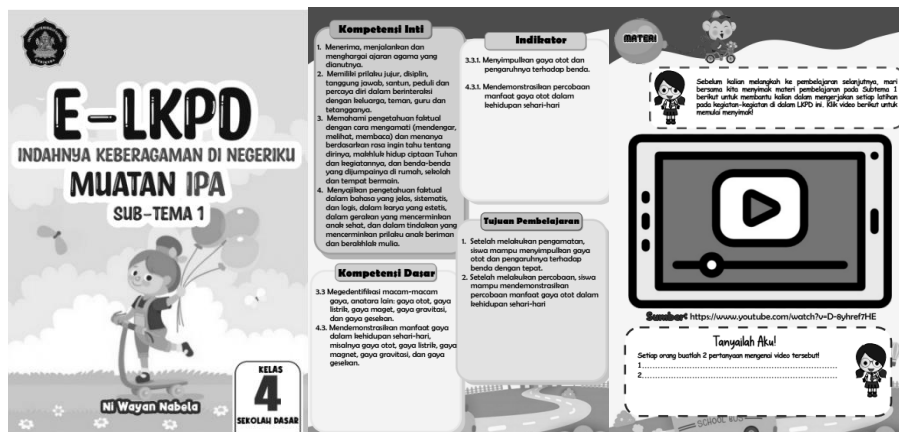 E-LKPD
INDAHNYA KEBERAGAMAN DI NEGERIKU
MUATAN IPA
SUB-TEMA 1
Ni Wayan Nabela
KELAS
4
SEKOLAH DASAR
Kompetensi Inti
1. Menerima, menjalankan dan
menghargai ajaran agama yang
dianutnya.
2. Memiliki prilaku jujur, disiplin,
tanggung jawab, santun, peduli dan
percaya diri dalam berinteraksi
dengan keluarga, teman, guru dan
tetangganya.
3. Memahami pengetahuan faktual
dengan cara mengamati (mendengar,
melihat, membaca) dan menanya
berdasarkan rasa ingin tahu tentang
dirinya, makhluk hidup ciptaan Tuhan
dan kegiatannya, dan benda-benda
yang dijumpainya di rumah, sekolah
dan tempat bermain.
4. Menyajikan pengetahuan faktual
dalam bahasa yang jelas, sistematis,
dan logis, dalam karya yang estetis,
dalam gerakan yang mencerminkan
anak sehat, dan dalam tindakan yang
mencerminkan prilaku anak beriman
dan berakhlak mulia.
Kompetensi Dasar
3.3 Megedentifikasi macam-macam
gaya, anatara lain: gaya otot, gaya
listrik, gaya maget, gaya gravitasi,
dan gaya gesekan.
4.3. Mendemonstrasikan manfaat gaya
dalam kehidupan sehari-hari,
misalnya gaya otot, gaya listrik, gaya
magnet, gaya gravitasi, dan gaya
gesekan.
Indikator
3.3.1. Menyimpulkan gaya otot dan
pengaruhnya terhadap benda.
4.3.1. Mendemonstrasikan percobaan
manfaat gaya otot dalam
kehidupan sehari-hari
Tujuan Pembelajaran
1. Setelah melakukan pengamatan,
siswa mampu menyimpulkan gaya
otot dan pengaruhnya terhadap
benda dengan tepat.
2. Setelah melakukan percobaan, siswa
mampu mendemonstrasikan
percobaan manfaat gaya otot dalam
kehidupan sehari-hari
MATERI
Sebelum kalian melangkah ke pembelajaran selanjutnya, mari
bersama kita menyimak materi pembelajaran pada Subtema 1
berikut untuk membantu kalian dalam mengerjakan setiap latihan
pada kegiatan-kegiatan di dalam LKPD ini. Klik video berikut untuk
memulai menyimak!
Sumber: https://www.youtube.com/watch?v=D-8yhref7HE
Tanyailah Aku!
Setiap orang buatlah 2 pertanyaan mengenai video tersebut!
1.....................................................
2.....................................................
SCHOOL BUS